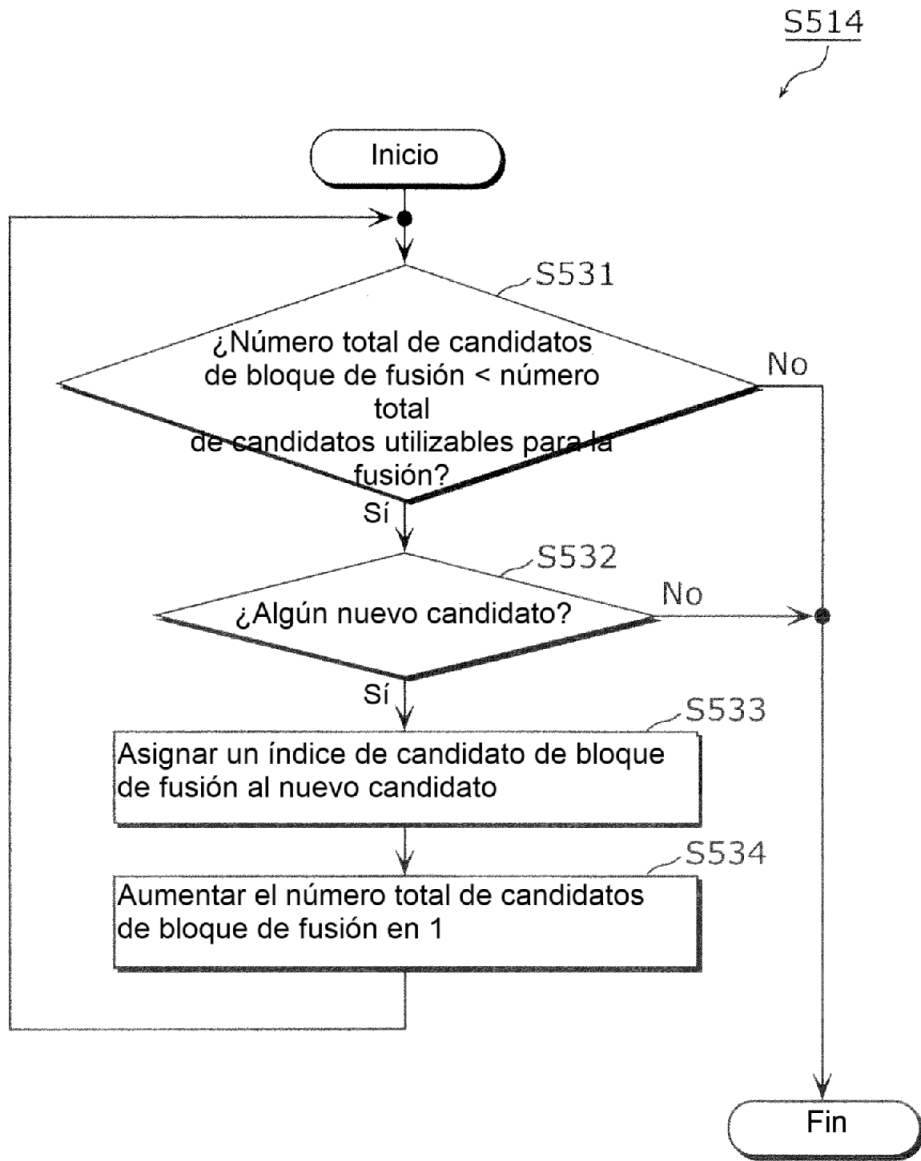 S514
Inicio
S531
¿Número total de candidatos
de bloque de fusión < número
total
de candidatos utilizables para la
fusión?
No
Sí
S532
¿Algún nuevo candidato?
No
Sí
S533
Asignar un índice de candidato de bloque
de fusión al nuevo candidato
S534
Aumentar el número total de candidatos
de bloque de fusión en 1
Fin